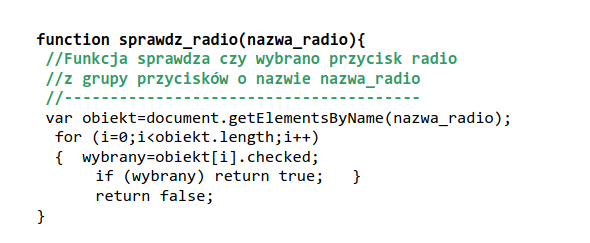 function sprawdz_radio(nazwa_radio){
//Funkcja sprawdza czy wybrano przycisk radio
//z grupy przycisków o nazwie nazwa_radio
//---------------------------------------
var obiekt=document.getElementsByName(nazwa_radio);
for (i=0;i<obiekt.length;i++)
{  wybrany=obiekt[i].checked;
if (wybrany) return true;   }
return false;
}